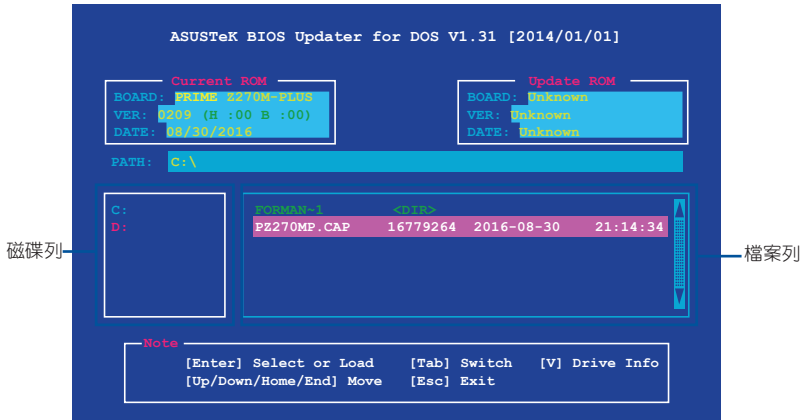 ASUSTeK BIOS Updater for DOS V1.31 [2014/01/01]
Current ROM
BOARD: PRIME Z270M-PLUS
VER: 0209 (H :00 B :00)
DATE: 08/30/2016
Update ROM
BOARD: Unknown
VER: Unknown
DATE: Unknown
PATH: C:\
C:
D:
FORMAN~1 <DIR>
PZ270MP.CAP 16779264 2016-08-30 21:14:34
磁碟列
檔案列
Note
[Enter] Select or Load [Tab] Switch [V] Drive Info
[Up/Down/Home/End] Move [Esc] Exit